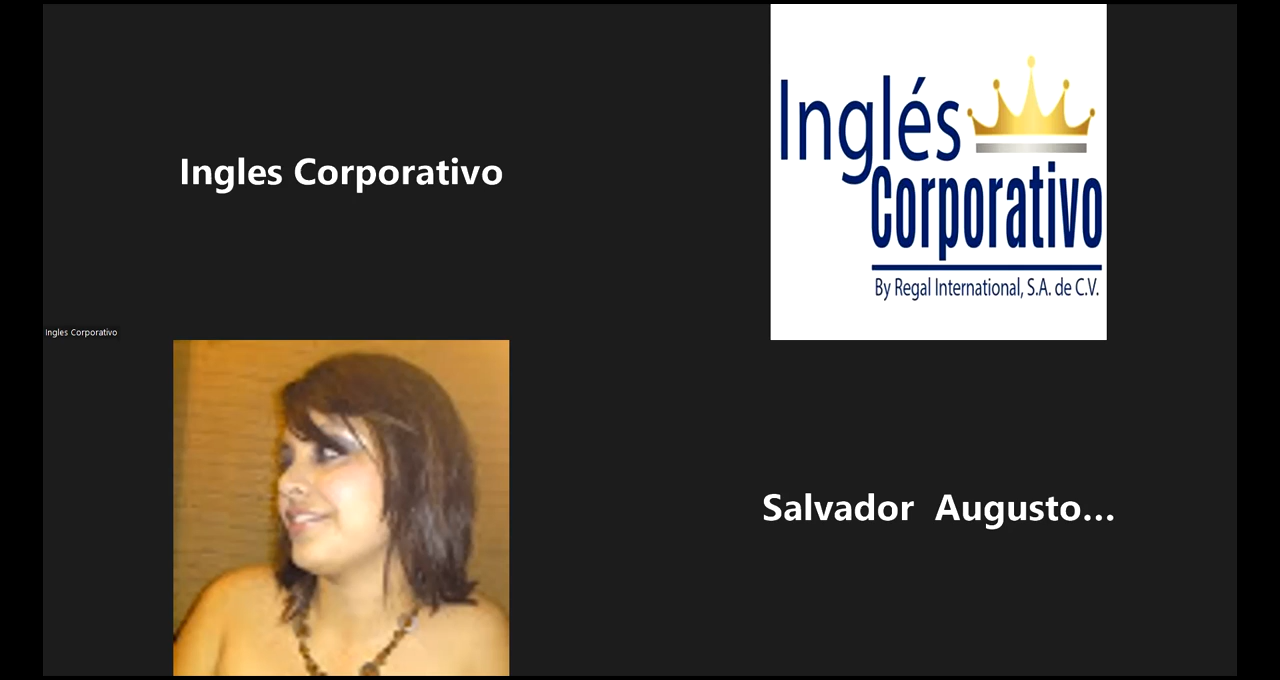 Ingles Corporativo
Inglés
Corporativo
By Regal International, S.A. de C.V.
Ingles Corporativo
Salvador  Augusto...